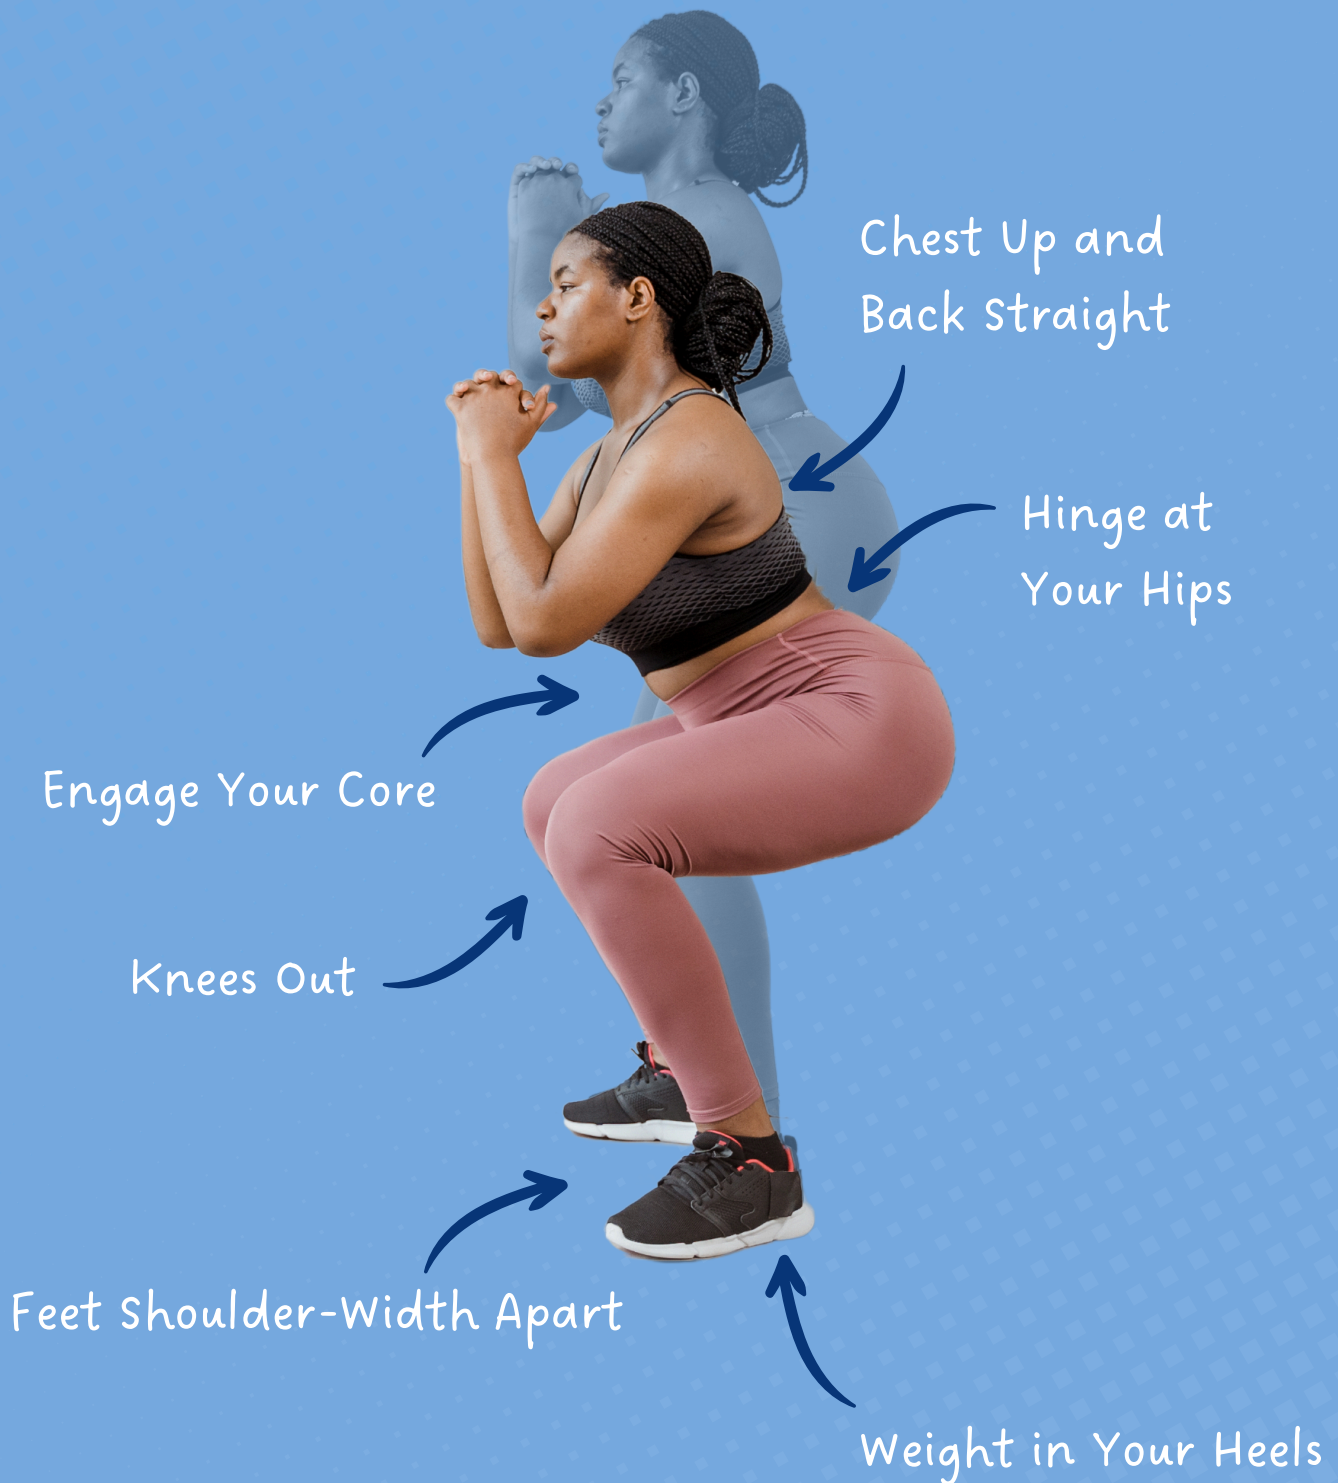 Chest Up and
Back Straight
Hinge at
Your Hips
Engage Your Core
Knees Out
Feet Shoulder-Width Apart
Weight in Your Heels